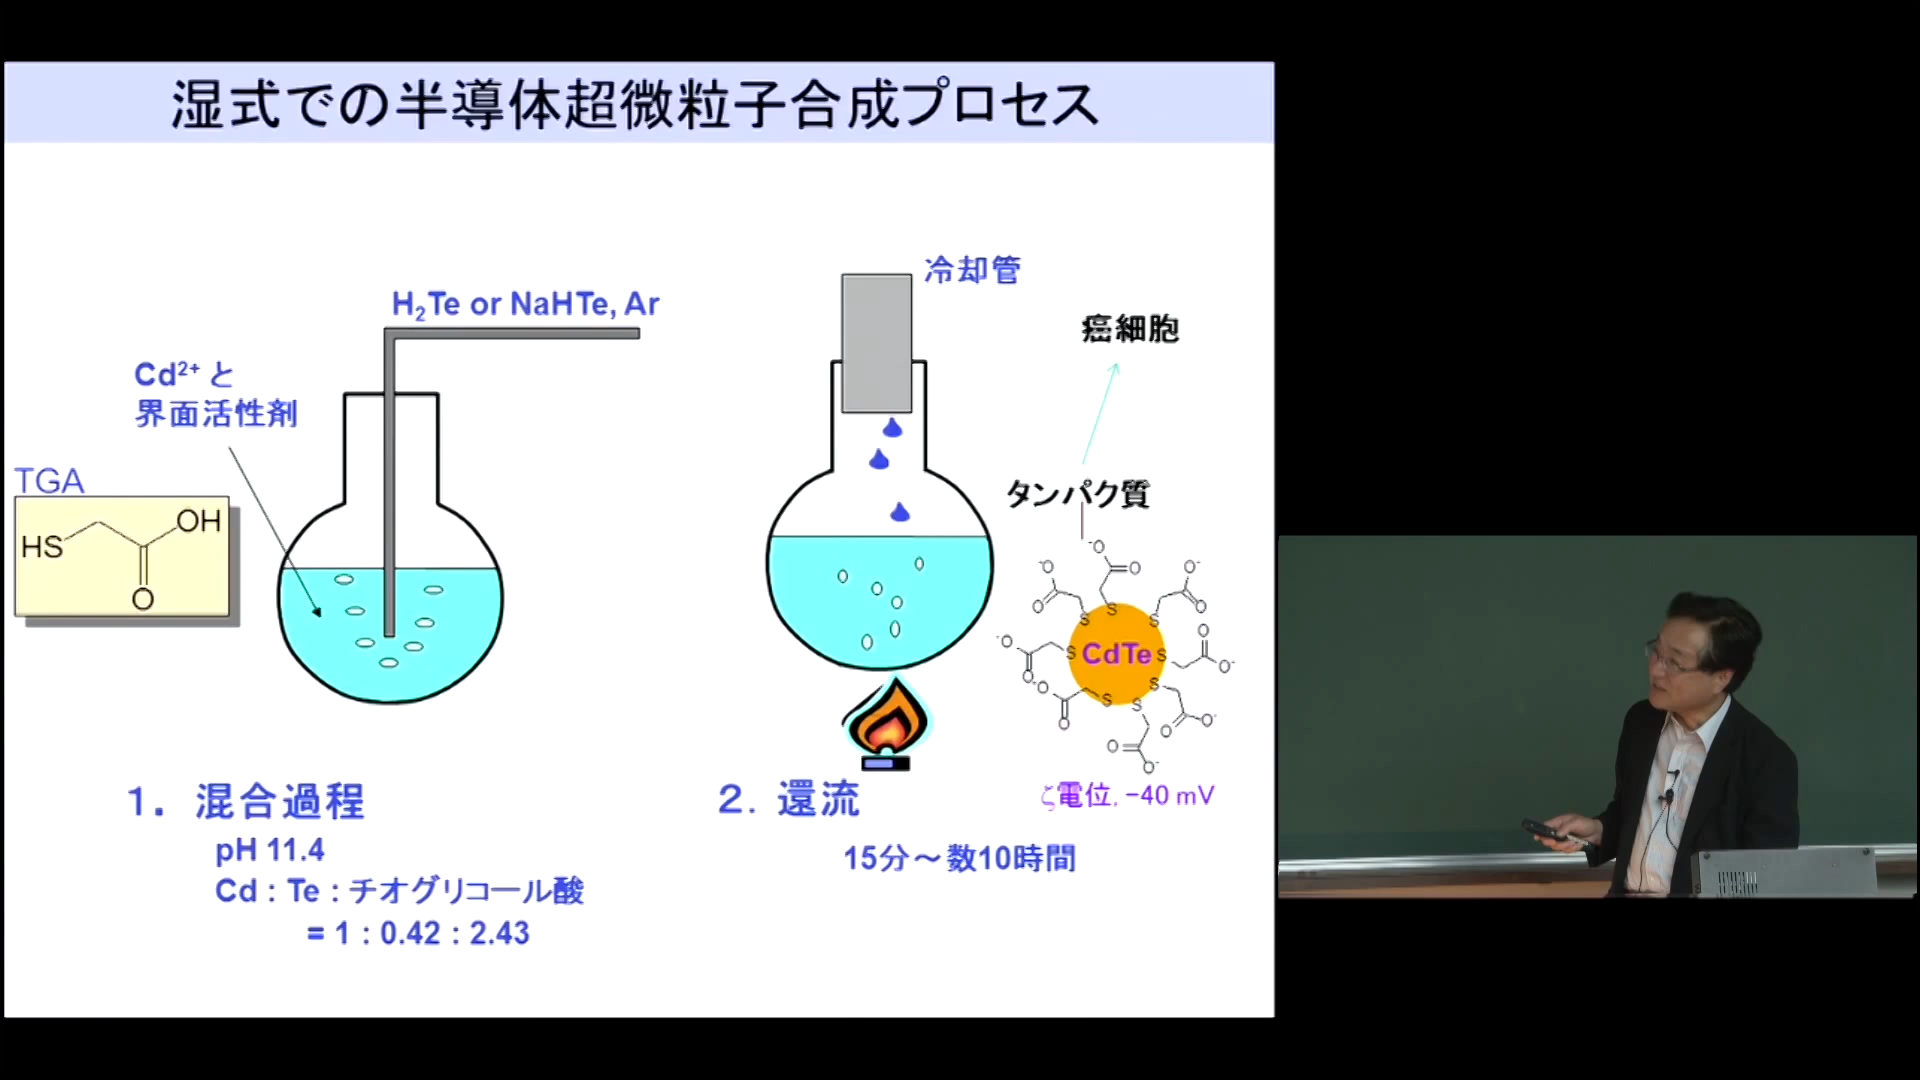 湿式での半導体超微粒子合成プロセス
H₂Te or NaHTe, Ar
Cd²⁺ と
界面活性剤
TGA
HS
OH
O
冷却管
癌細胞
タンパク質
⁻O
O
S
⁻O
O
S
O⁻
O
S
⁻O
O
S
CdTe
S
O
O⁻
⁻O
O
S
S
O
O⁻
S
O
O⁻
ζ電位, −40 mV
1. 混合過程
pH 11.4
Cd : Te : チオグリコール酸
= 1 : 0.42 : 2.43
2. 還流
15分～数10時間